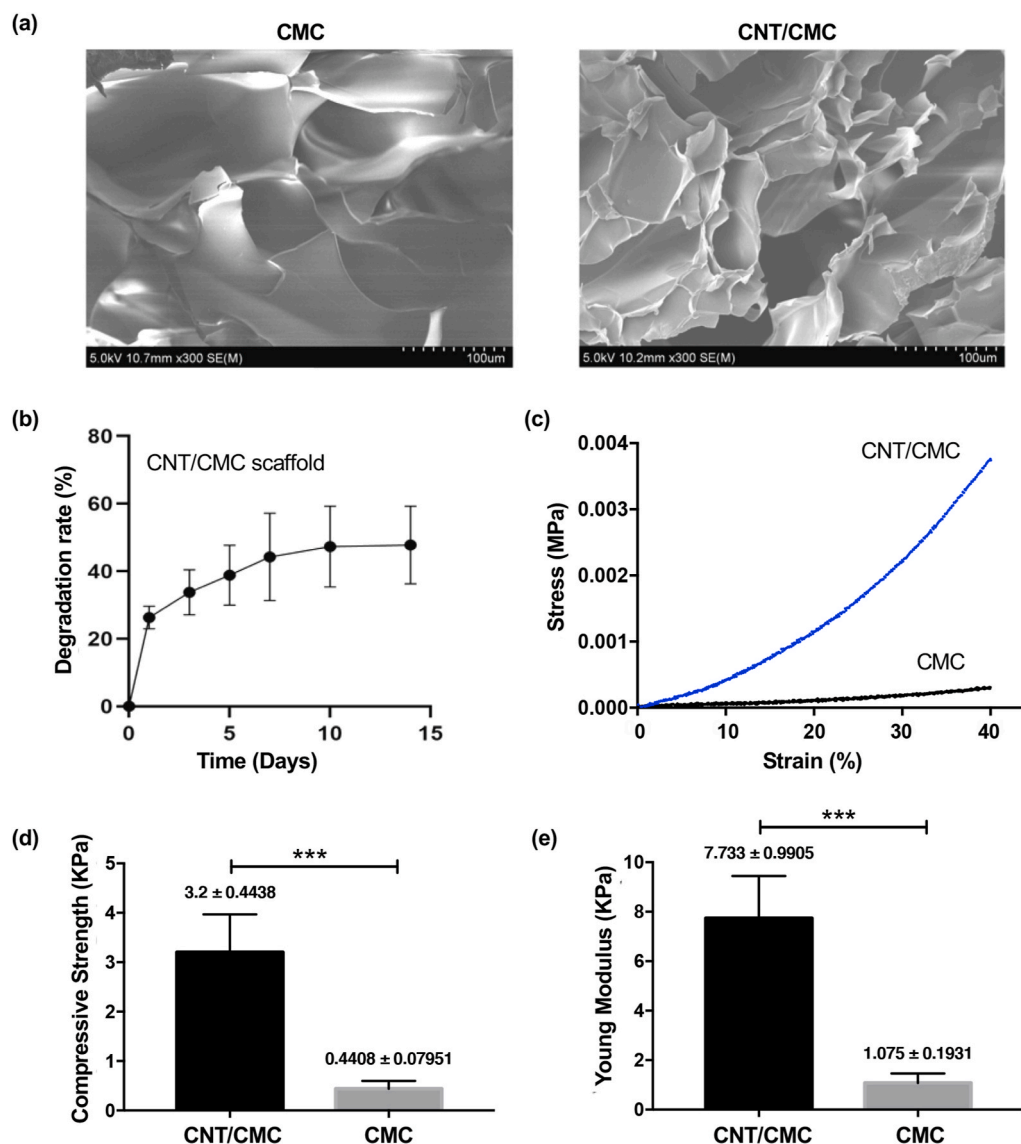 (a)
CMC
CNT/CMC
5.0kV 10.7mm x300 SE(M)
100um
5.0kV 10.2mm x300 SE(M)
100um
(b)
80
60
40
20
0
0
5
10
15
Degradation rate (%)
CNT/CMC scaffold
Time (Days)
(c)
0.004
0.003
0.002
0.001
0.000
0
10
20
30
40
Stress (MPa)
CNT/CMC
CMC
Strain (%)
(d)
***
5
4
3
2
1
0
Compressive Strength (KPa)
3.2 ± 0.4438
0.4408 ± 0.07951
CNT/CMC
CMC
(e)
***
10
8
6
4
2
0
Young Modulus (KPa)
7.733 ± 0.9905
1.075 ± 0.1931
CNT/CMC
CMC